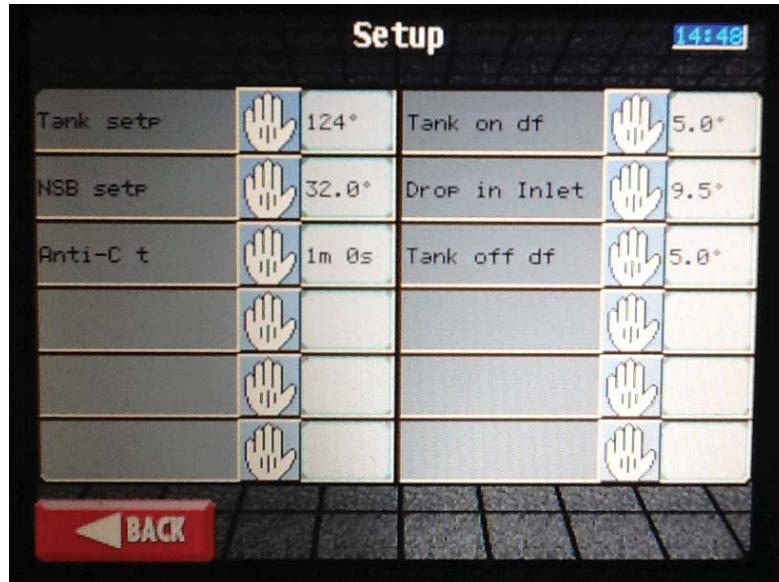 Setup
14:48
Tank setp 124° Tank on df 5.0°
NSB setp 32.0° Drop in Inlet 9.5°
Anti-C t 1m 0s Tank off df 5.0°
BACK